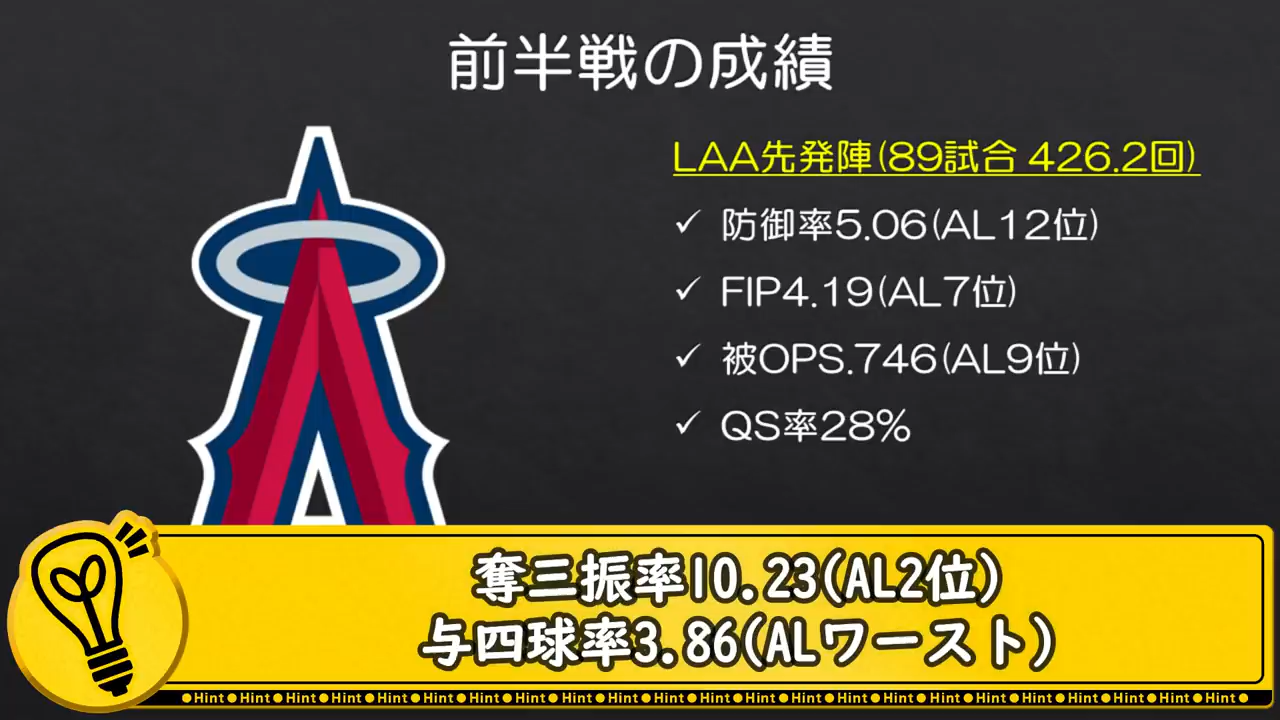 前半戦の成績
LAA先発陣(89試合 426.2回)
✓ 防御率5.06(AL12位)
✓ FIP4.19(AL7位)
✓ 被OPS.746(AL9位)
✓ QS率28%
奪三振率10.23(AL2位)
与四球率3.86(ALワースト)
●Hint●Hint●Hint●Hint●Hint●Hint●Hint●Hint●Hint●Hint●Hint●Hint●Hint●Hint●Hint●Hint●Hint●Hint●Hint●Hint●Hint●Hint●Hint●